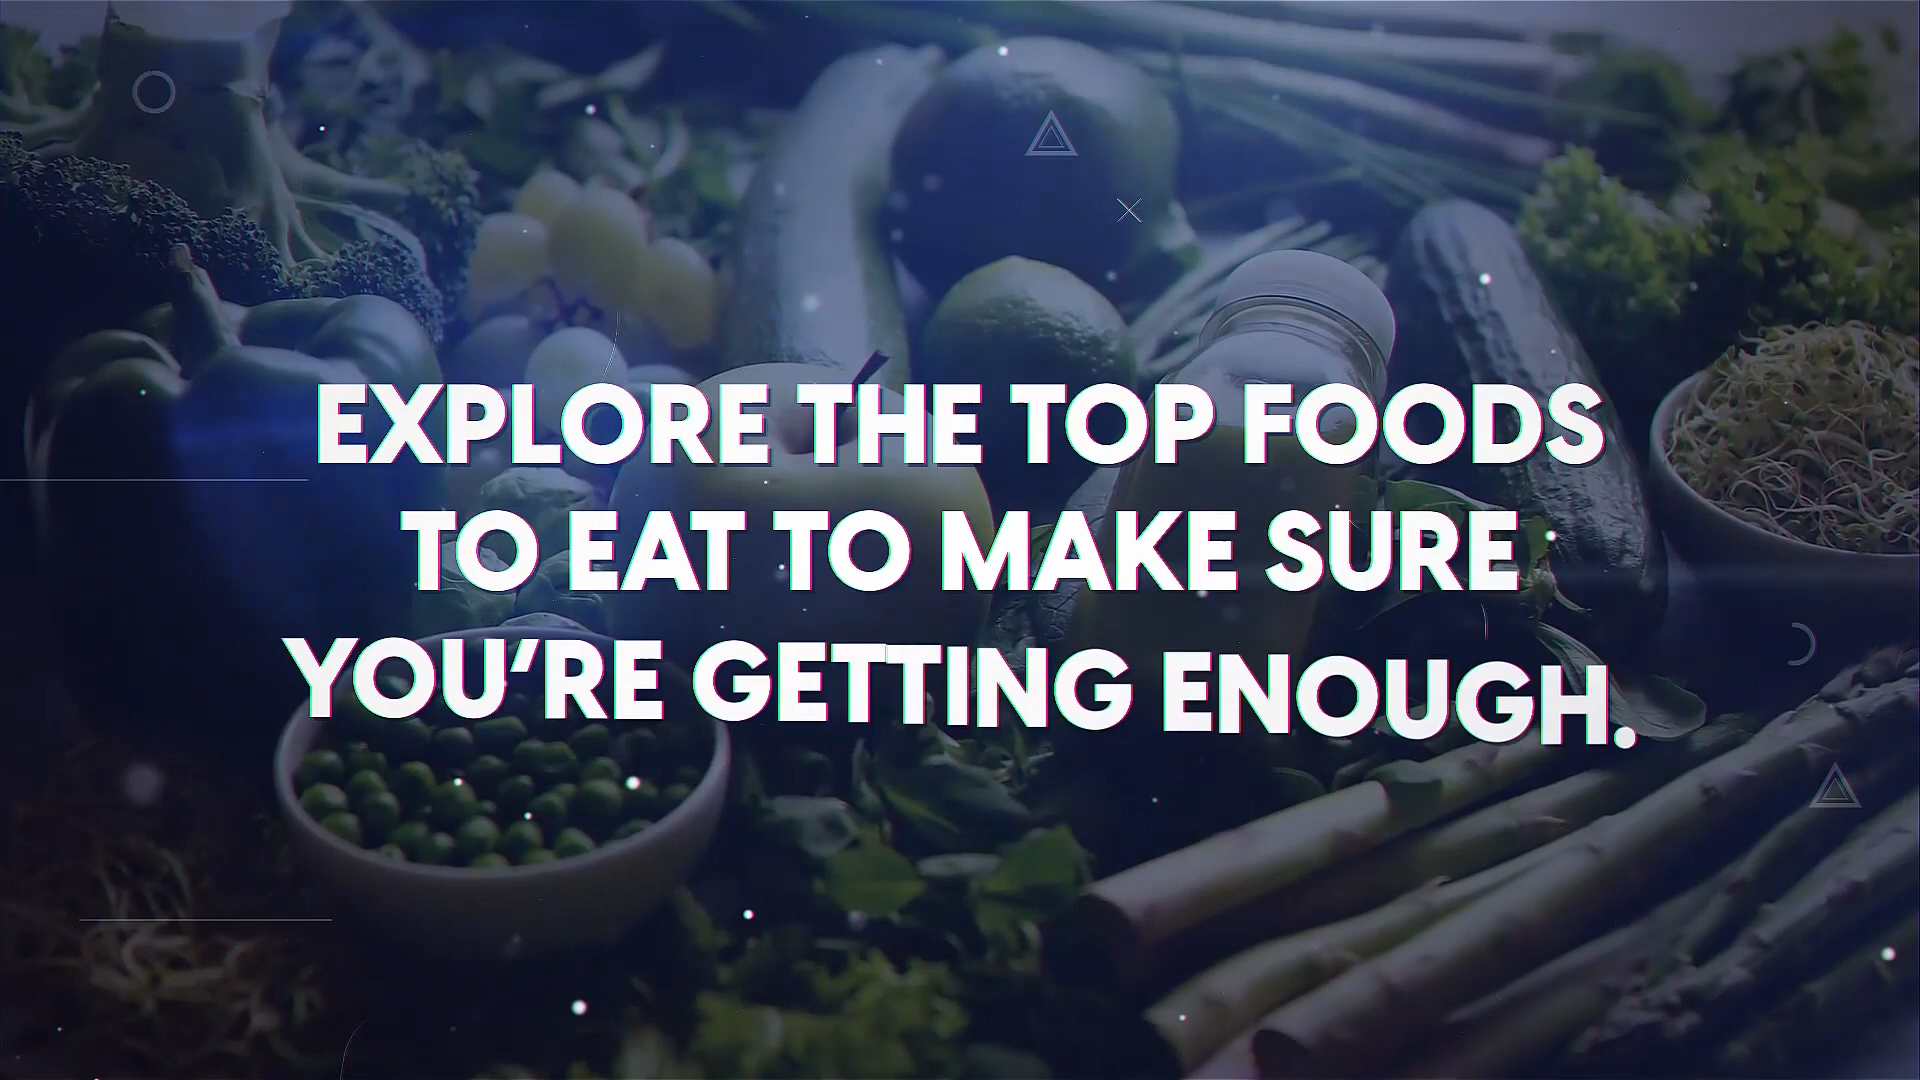 EXPLORE THE TOP FOODS
TO EAT TO MAKE SURE
YOU’RE GETTING ENOUGH.